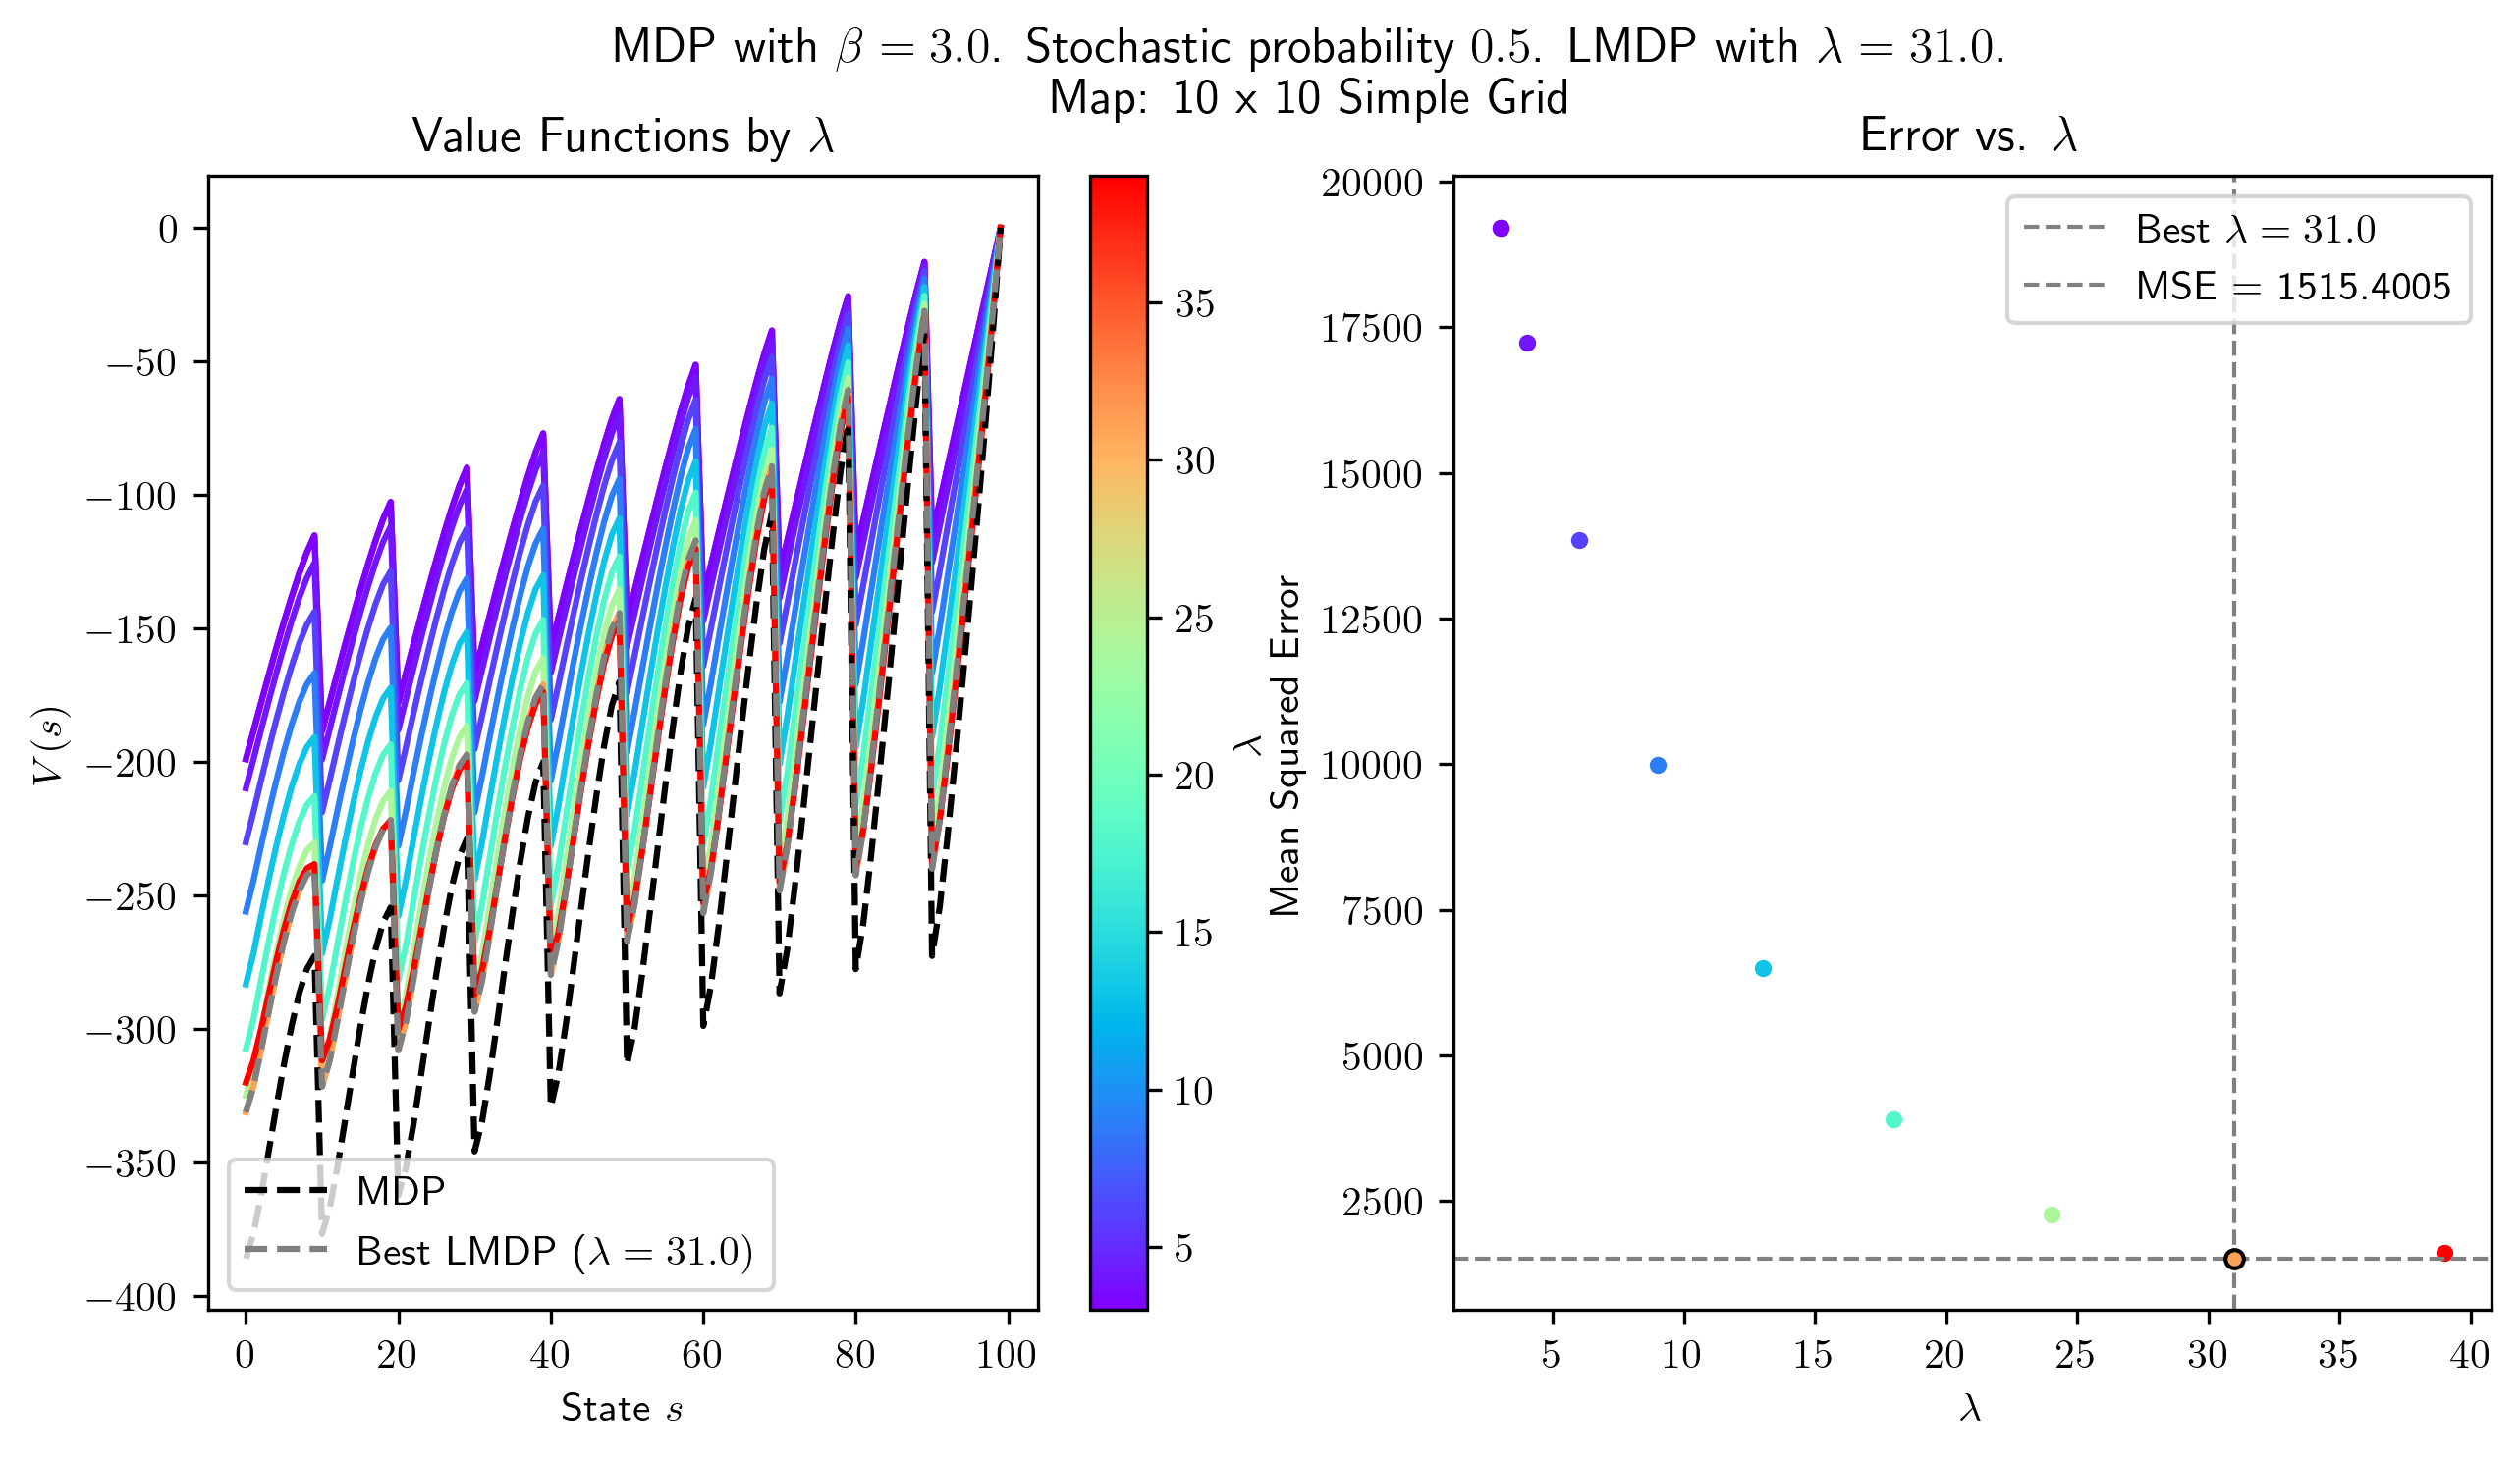 MDP with β = 3.0. Stochastic probability 0.5. LMDP with λ = 31.0.
Map: 10 x 10 Simple Grid
Value Functions by λ
0
−50
−100
−150
−200
−250
−300
−350
−400
V(s)
MDP
Best LMDP (λ = 31.0)
0 20 40 60 80 100
State s
35
30
25
20
15
10
5
λ
Error vs. λ
20000
17500
15000
12500
10000
7500
5000
2500
Mean Squared Error
Best λ = 31.0
MSE = 1515.4005
5 10 15 20 25 30 35 40
λ